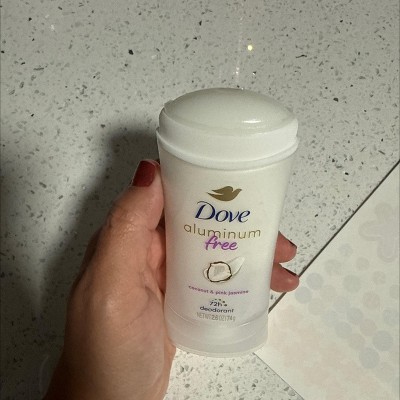 Dove
aluminum
free
coconut & pink jasmine
72h
deodorant